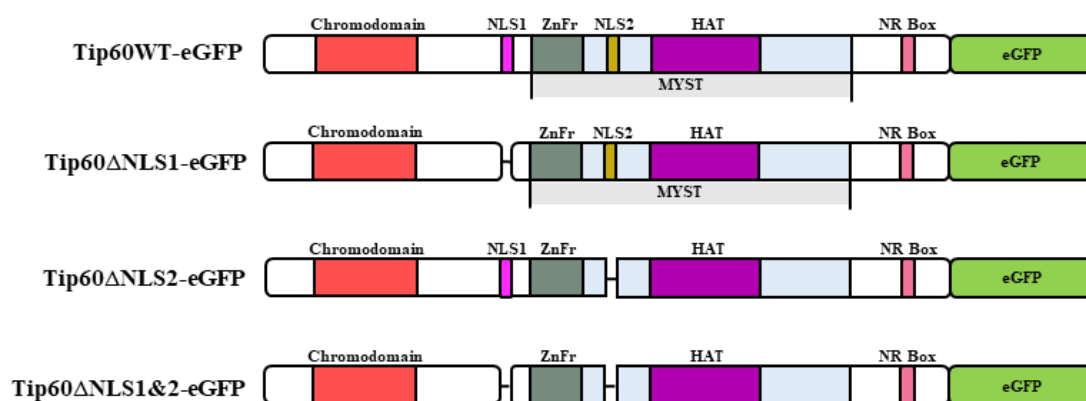 Chromodomain NLS1 ZnFr NLS2 HAT NR Box
Tip60WT-eGFP eGFP
MYST
Chromodomain ZnFr NLS2 HAT NR Box
Tip60ΔNLS1-eGFP eGFP
MYST
Chromodomain NLS1 ZnFr HAT NR Box
Tip60ΔNLS2-eGFP eGFP
Chromodomain ZnFr HAT NR Box
Tip60ΔNLS1&2-eGFP eGFP